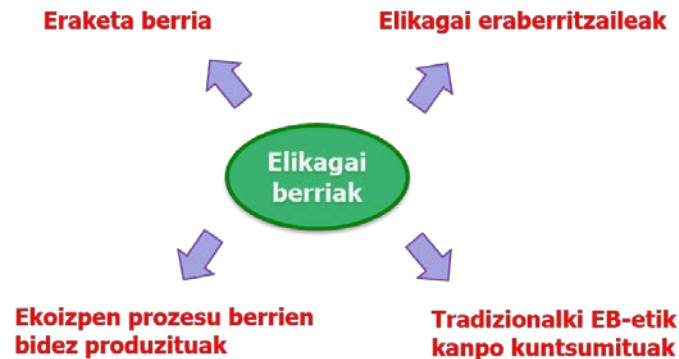 Eraketa berria
Elikagai eraberritzaileak
Elikagai
berriak
Ekoizpen prozesu berrien
bidez produzituak
Tradizionalki EB-etik
kanpo kuntsumituak